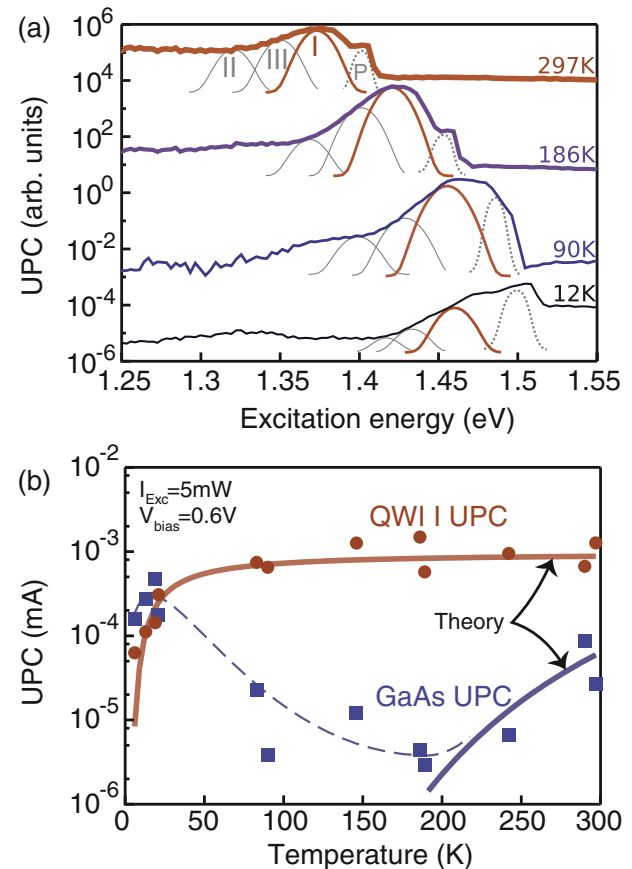 (a)
10^6
10^4
10^2
10^0
10^-2
10^-4
10^-6
UPC (arb. units)
II
III
I
P
297K
186K
90K
12K
1.25
1.3
1.35
1.4
1.45
1.5
1.55
Excitation energy (eV)
(b)
10^-2
10^-3
10^-4
10^-5
10^-6
UPC (mA)
I_Exc=5mW
V_bias=0.6V
QWI I UPC
Theory
GaAs UPC
0
50
100
150
200
250
300
Temperature (K)